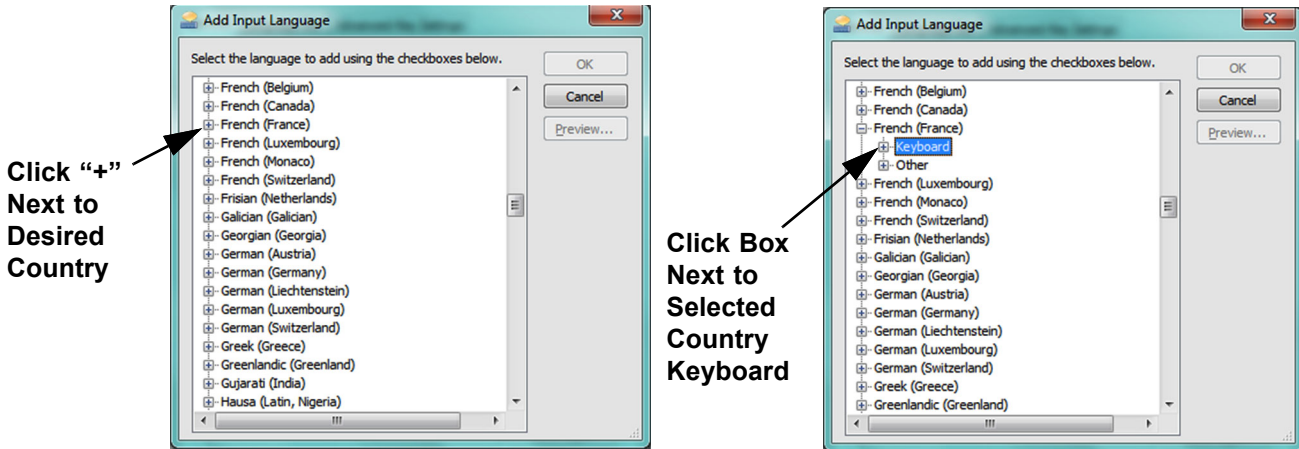 Add Input Language
Select the language to add using the checkboxes below.
French (Belgium)
French (Canada)
French (France)
French (Luxembourg)
French (Monaco)
French (Switzerland)
Frisian (Netherlands)
Galician (Galician)
Georgian (Georgia)
German (Austria)
German (Germany)
German (Liechtenstein)
German (Luxembourg)
German (Switzerland)
Greek (Greece)
Greenlandic (Greenland)
Gujarati (India)
Hausa (Latin, Nigeria)
OK
Cancel
Preview...
Click “+”
Next to
Desired
Country
Add Input Language
Select the language to add using the checkboxes below.
French (Belgium)
French (Canada)
French (France)
Keyboard
Other
French (Luxembourg)
French (Monaco)
French (Switzerland)
Frisian (Netherlands)
Galician (Galician)
Georgian (Georgia)
German (Austria)
German (Germany)
German (Liechtenstein)
German (Luxembourg)
German (Switzerland)
Greek (Greece)
Greenlandic (Greenland)
OK
Cancel
Preview...
Click Box
Next to
Selected
Country
Keyboard